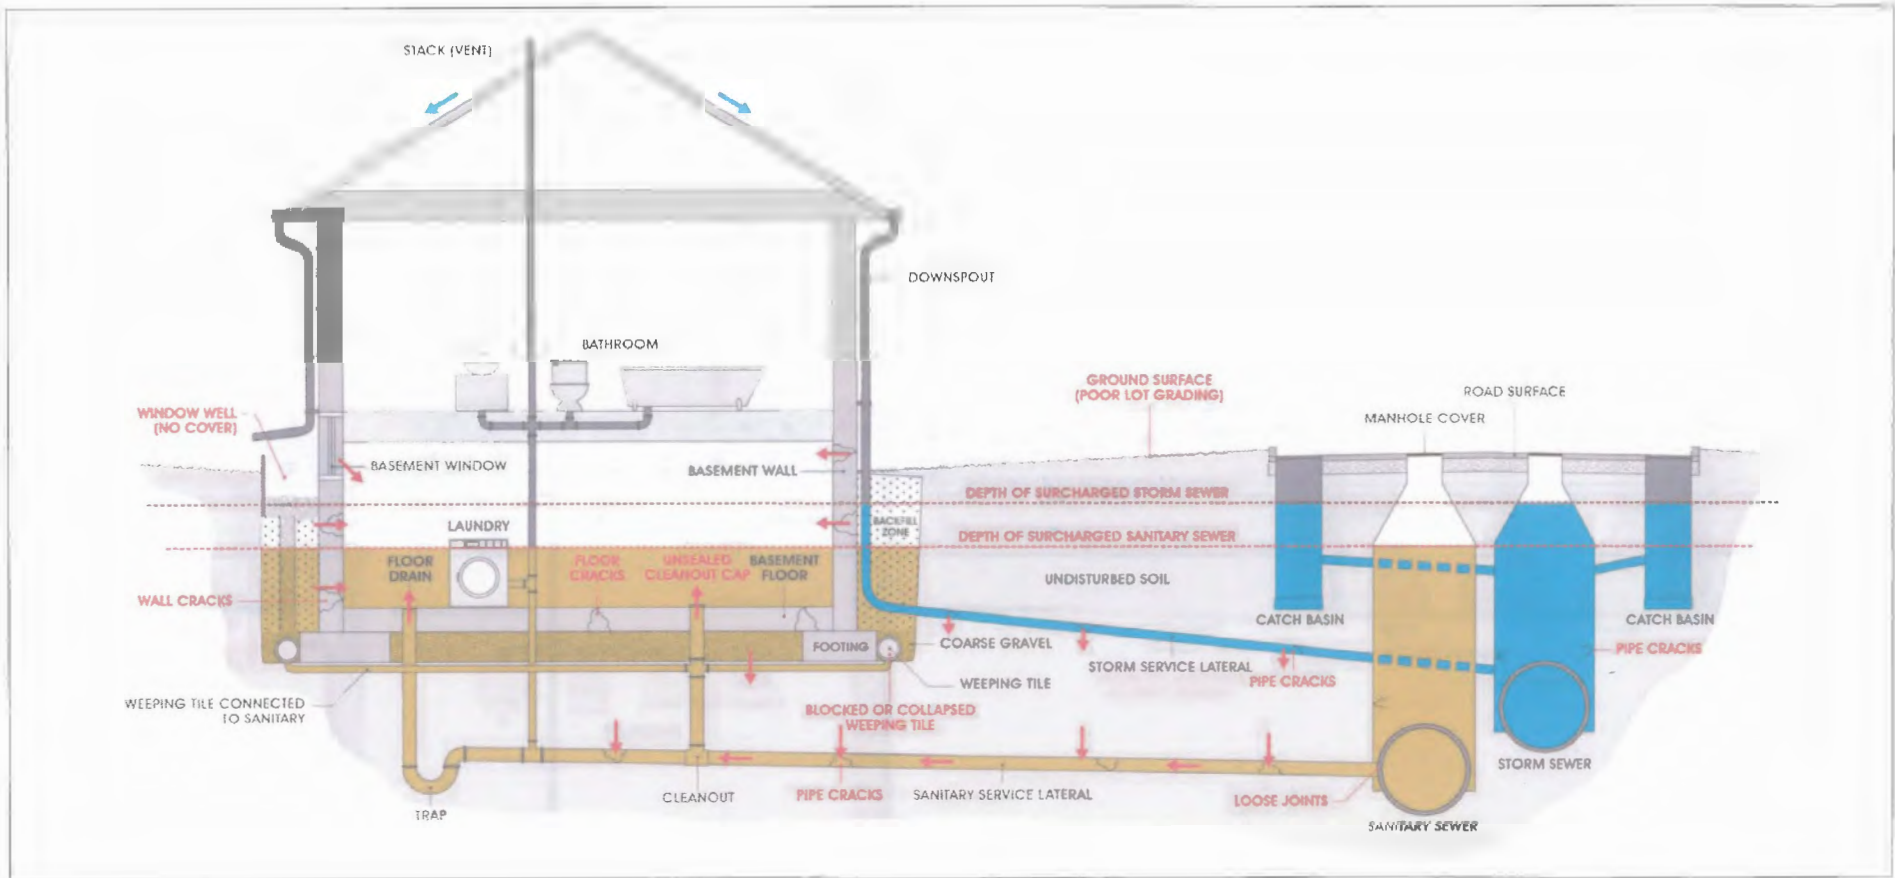 STACK (VENT)
DOWNSPOUT
BATHROOM
GROUND SURFACE
(POOR LOT GRADING)
ROAD SURFACE
MANHOLE COVER
WINDOW WELL
(NO COVER)
BASEMENT WINDOW
BASEMENT WALL
DEPTH OF SURCHARGED STORM SEWER
LAUNDRY
BACKFILL
ZONE
DEPTH OF SURCHARGED SANITARY SEWER
FLOOR
DRAIN
FLOOR
CRACKS
UNSEALED
CLEANOUT CAP
BASEMENT
FLOOR
UNDISTURBED SOIL
WALL CRACKS
CATCH BASIN
CATCH BASIN
FOOTING
COARSE GRAVEL
STORM SERVICE LATERAL
PIPE CRACKS
PIPE CRACKS
WEEPING TILE
WEEPING TILE CONNECTED
TO SANITARY
BLOCKED OR COLLAPSED
WEEPING TILE
STORM SEWER
CLEANOUT
PIPE CRACKS
SANITARY SERVICE LATERAL
LOOSE JOINTS
TRAP
SANITARY SEWER